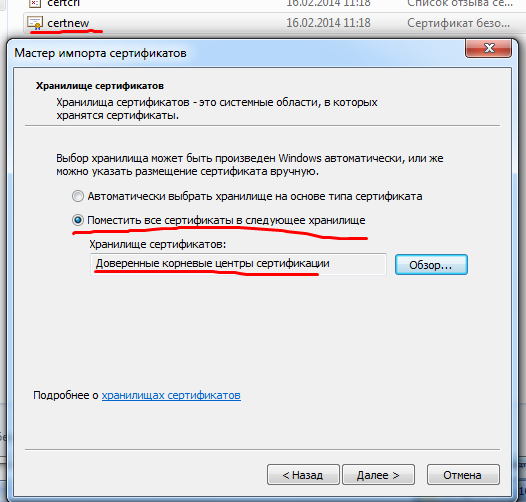 certcrl 16.02.2014 11:18 Список отзыва се...
certnew 16.02.2014 11:18 Сертификат безо...
Мастер импорта сертификатов
Хранилище сертификатов
Хранилища сертификатов - это системные области, в которых
хранятся сертификаты.
Выбор хранилища может быть произведен Windows автоматически, или же
можно указать размещение сертификата вручную.
Автоматически выбрать хранилище на основе типа сертификата
Поместить все сертификаты в следующее хранилище
Хранилище сертификатов:
Доверенные корневые центры сертификации
Обзор...
Подробнее о хранилищах сертификатов
< Назад Далее > Отмена